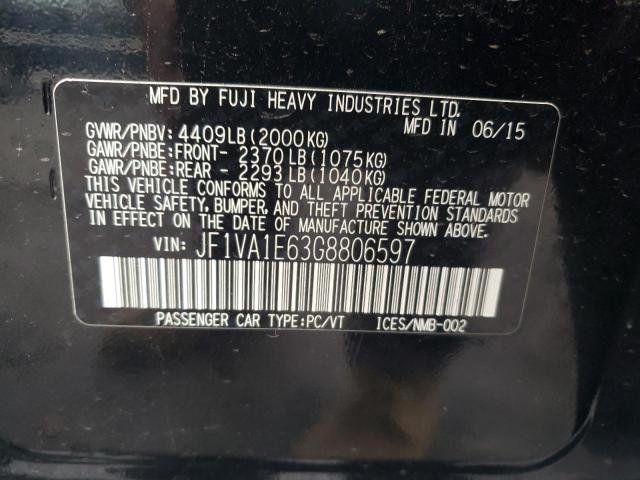 MFD BY FUJI HEAVY INDUSTRIES LTD.
MFD IN 06/15
GVWR/PNBV: 4409LB(2000KG)
GAWR/PNBE:FRONT- 2370LB(1075KG)
GAWR/PNBE:REAR - 2293LB(1040KG)
THIS VEHICLE CONFORMS TO ALL APPLICABLE FEDERAL MOTOR
VEHICLE SAFETY, BUMPER, AND THEFT PREVENTION STANDARDS
IN EFFECT ON THE DATE OF MANUFACTURE SHOWN ABOVE.
VIN: JF1VA1E63G8806597
PASSENGER CAR TYPE:PC/VT ICES/NMB-002